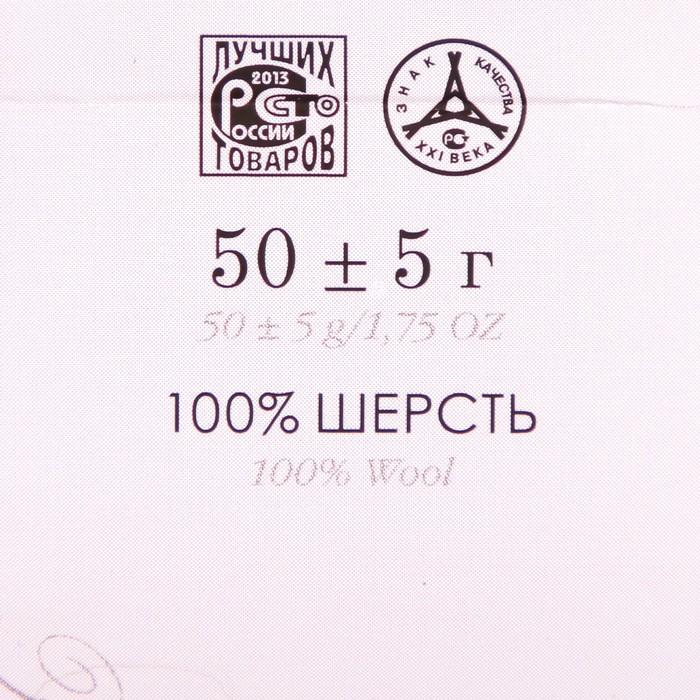 ЛУЧШИХ
2013
СТО
РОССИИ
ТОВАРОВ
ЗНАК КАЧЕСТВА
РСТ
XXI ВЕКА
50 ± 5 г
50 ± 5 g/1,75 OZ
100% ШЕРСТЬ
100% Wool